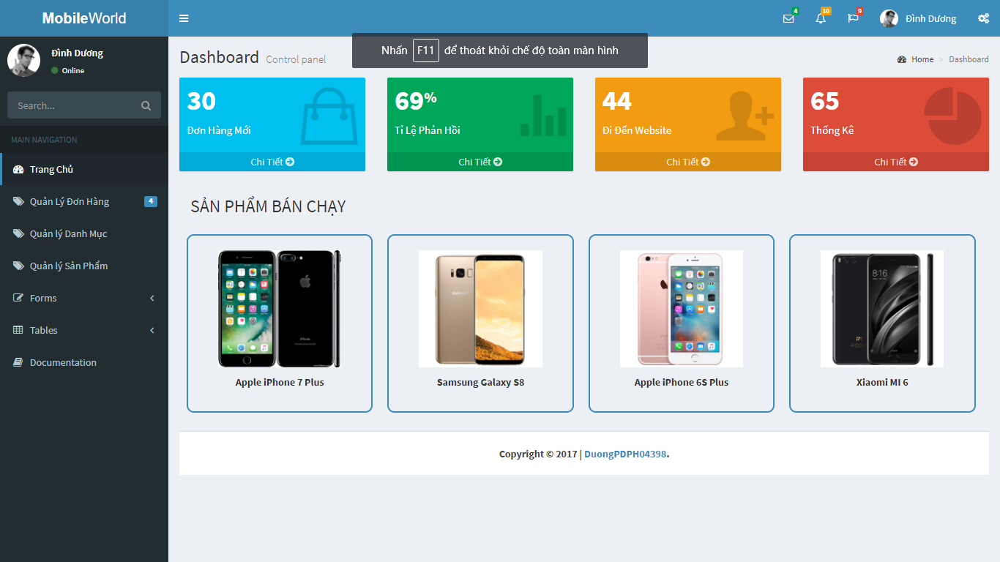 MobileWorld
4
10
9
Đình Dương
Đình Dương
Online
Search...
MAIN NAVIGATION
Trang Chủ
Quản Lý Đơn Hàng
4
Quản lý Danh Mục
Quản lý Sản Phẩm
Forms
Tables
Documentation
Nhấn F11 để thoát khỏi chế độ toàn màn hình
Dashboard Control panel
Home > Dashboard
30
Đơn Hàng Mới
Chi Tiết
69%
Tỉ Lệ Phản Hồi
Chi Tiết
44
Đi Đến Website
Chi Tiết
65
Thống Kê
Chi Tiết
SẢN PHẨM BÁN CHẠY
iPhone
Apple iPhone 7 Plus
SAMSUNG
Samsung Galaxy S8
Apple iPhone 6S Plus
8:16
Xiaomi MI 6
Copyright © 2017 | DuongPDPH04398.